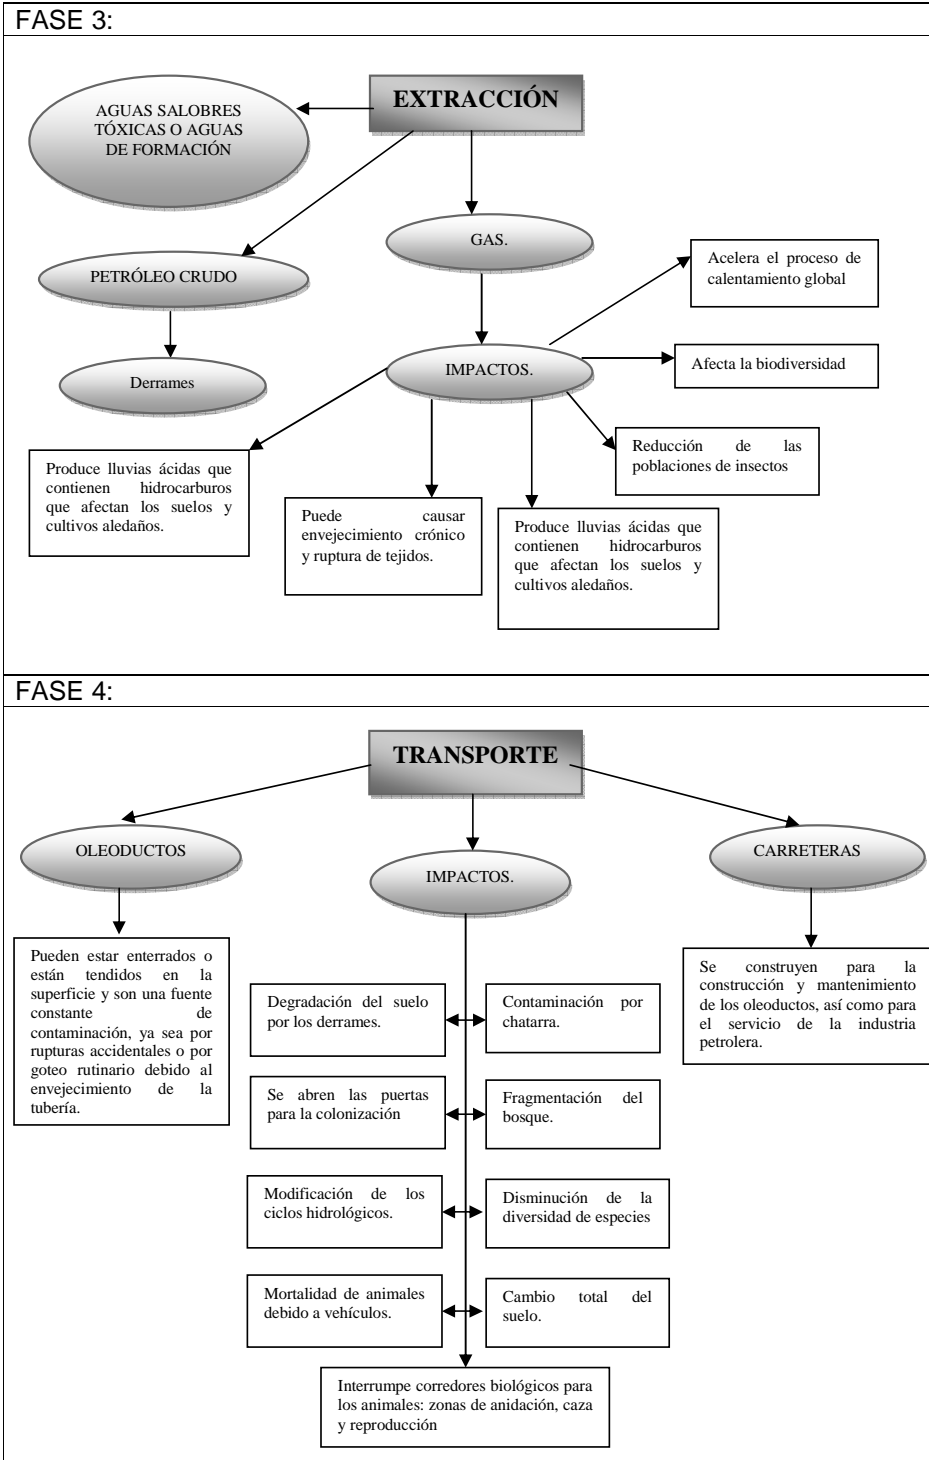 FASE 3:
EXTRACCIÓN
AGUAS SALOBRES
TÓXICAS O AGUAS
DE FORMACIÓN
GAS.
PETRÓLEO CRUDO
Acelera el proceso de
calentamiento global
IMPACTOS.
Afecta la biodiversidad
Derrames
Reducción de las
poblaciones de insectos
Produce lluvias ácidas que
contienen hidrocarburos
que afectan los suelos y
cultivos aledaños.
Puede causar
envejecimiento crónico
y ruptura de tejidos.
Produce lluvias ácidas que
contienen hidrocarburos
que afectan los suelos y
cultivos aledaños.
FASE 4:
TRANSPORTE
OLEODUCTOS
IMPACTOS.
CARRETERAS
Pueden estar enterrados o
están tendidos en la
superficie y son una fuente
constante de
contaminación, ya sea por
rupturas accidentales o por
goteo rutinario debido al
envejecimiento de la
tubería.
Se construyen para la
construcción y mantenimiento
de los oleoductos, así como para
el servicio de la industria
petrolera.
Degradación del suelo
por los derrames.
Contaminación por
chatarra.
Se abren las puertas
para la colonización
Fragmentación del
bosque.
Modificación de los
ciclos hidrológicos.
Disminución de la
diversidad de especies
Mortalidad de animales
debido a vehículos.
Cambio total del
suelo.
Interrumpe corredores biológicos para
los animales: zonas de anidación, caza
y reproducción